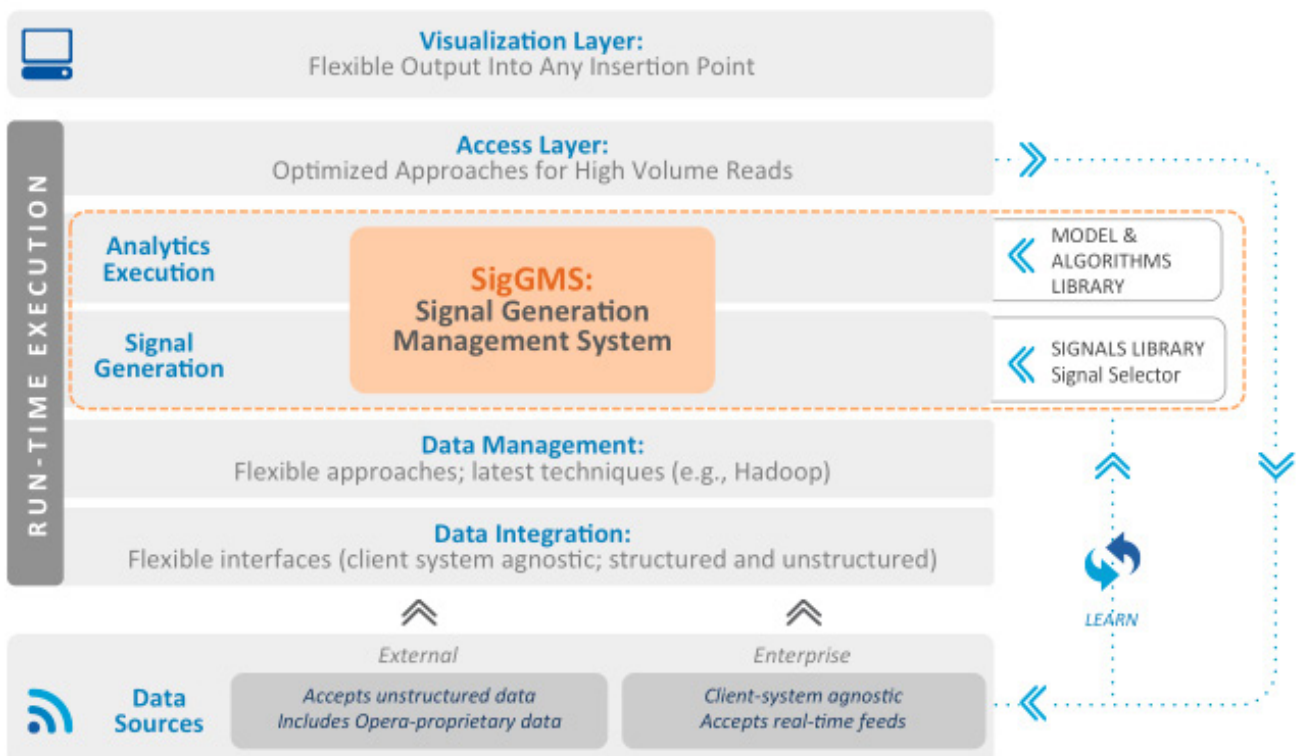 Visualization Layer:
Flexible Output Into Any Insertion Point
RUN-TIME EXECUTION
Access Layer:
Optimized Approaches for High Volume Reads
Analytics
Execution
SigGMS:
Signal Generation
Management System
MODEL &
ALGORITHMS
LIBRARY
Signal
Generation
SIGNALS LIBRARY
Signal Selector
Data Management:
Flexible approaches; latest techniques (e.g., Hadoop)
Data Integration:
Flexible interfaces (client system agnostic; structured and unstructured)
LEARN
Data
Sources
External
Accepts unstructured data
Includes Opera-proprietary data
Enterprise
Client-system agnostic
Accepts real-time feeds